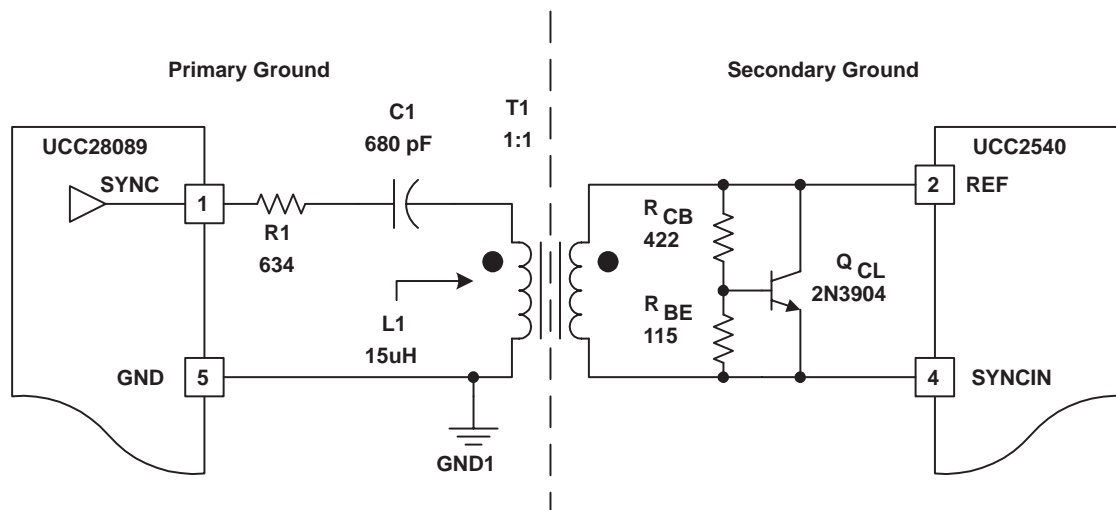 Primary Ground
Secondary Ground
C1
680 pF
T1
1:1
UCC28089
UCC2540
SYNC
1
R1
634
R CB
422
2
REF
Q CL
2N3904
R BE
115
L1
15uH
GND
5
4
SYNCIN
GND1